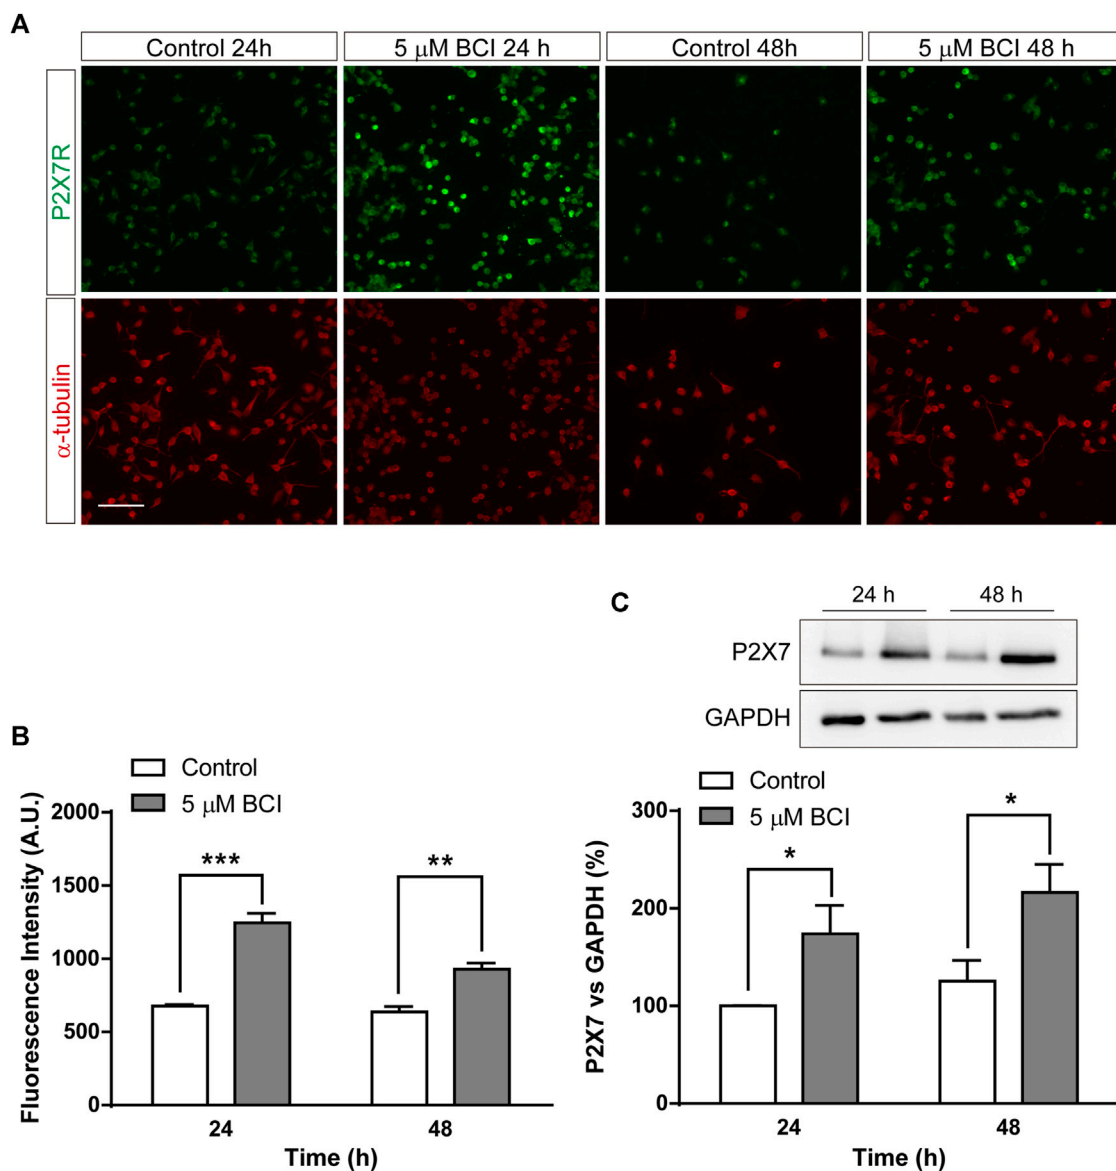 A
Control 24h
5 μM BCI 24 h
Control 48h
5 μM BCI 48 h
P2X7R
α-tubulin
B
Control
5 μM BCI
Fluorescence Intensity (A.U.)
2000
1500
1000
500
0
***
**
24
48
Time (h)
C
24 h
48 h
P2X7
GAPDH
Control
5 μM BCI
P2X7 vs GAPDH (%)
300
200
100
0
*
*
24
48
Time (h)